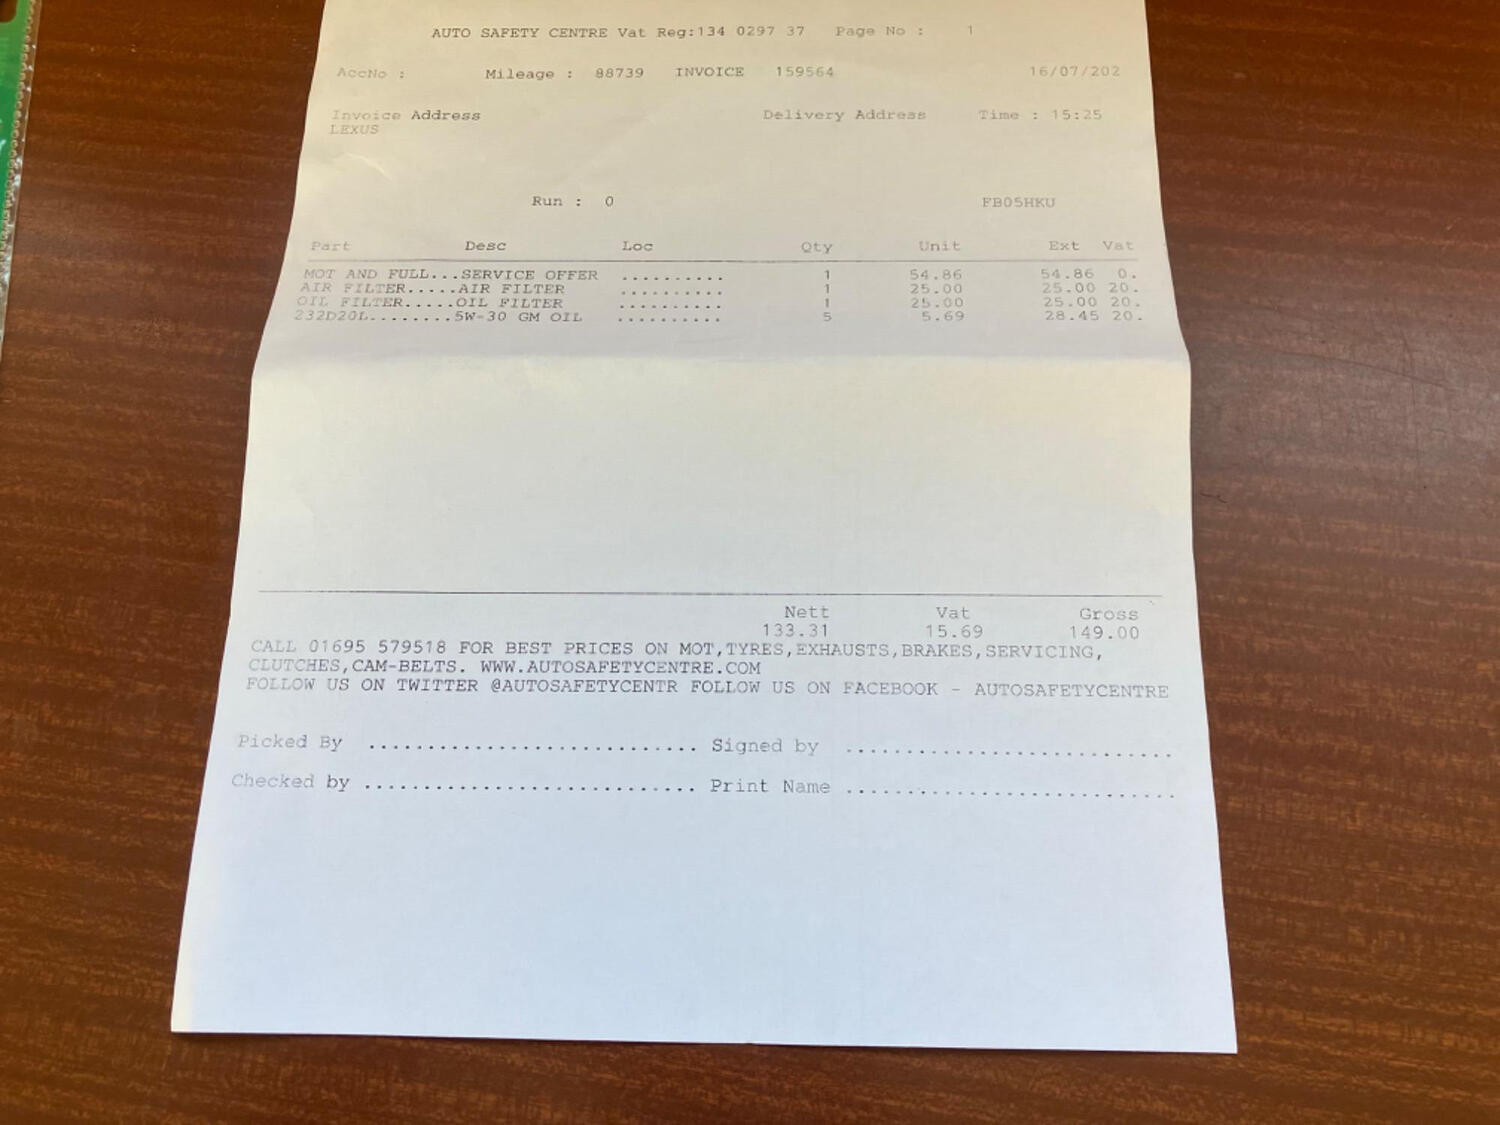 AUTO SAFETY CENTRE Vat Reg:134 0297 37 Page No : 1
AccNo : Mileage : 88739 INVOICE 159564 16/07/202
Invoice Address Delivery Address Time : 15:25
LEXUS
Run : 0 FB05HKU
Part Desc Loc Qty Unit Ext Vat
MOT AND FULL...SERVICE OFFER .......... 1 54.86 54.86 0.
AIR FILTER.....AIR FILTER .......... 1 25.00 25.00 20.
OIL FILTER.....OIL FILTER .......... 1 25.00 25.00 20.
232D20L........5W-30 GM OIL .......... 5 5.69 28.45 20.
Nett Vat Gross
133.31 15.69 149.00
CALL 01695 579518 FOR BEST PRICES ON MOT,TYRES,EXHAUSTS,BRAKES,SERVICING,
CLUTCHES,CAM-BELTS. WWW.AUTOSAFETYCENTRE.COM
FOLLOW US ON TWITTER @AUTOSAFETYCENTR FOLLOW US ON FACEBOOK - AUTOSAFETYCENTRE
Picked By ............................ Signed by ............................
Checked by ............................ Print Name ............................